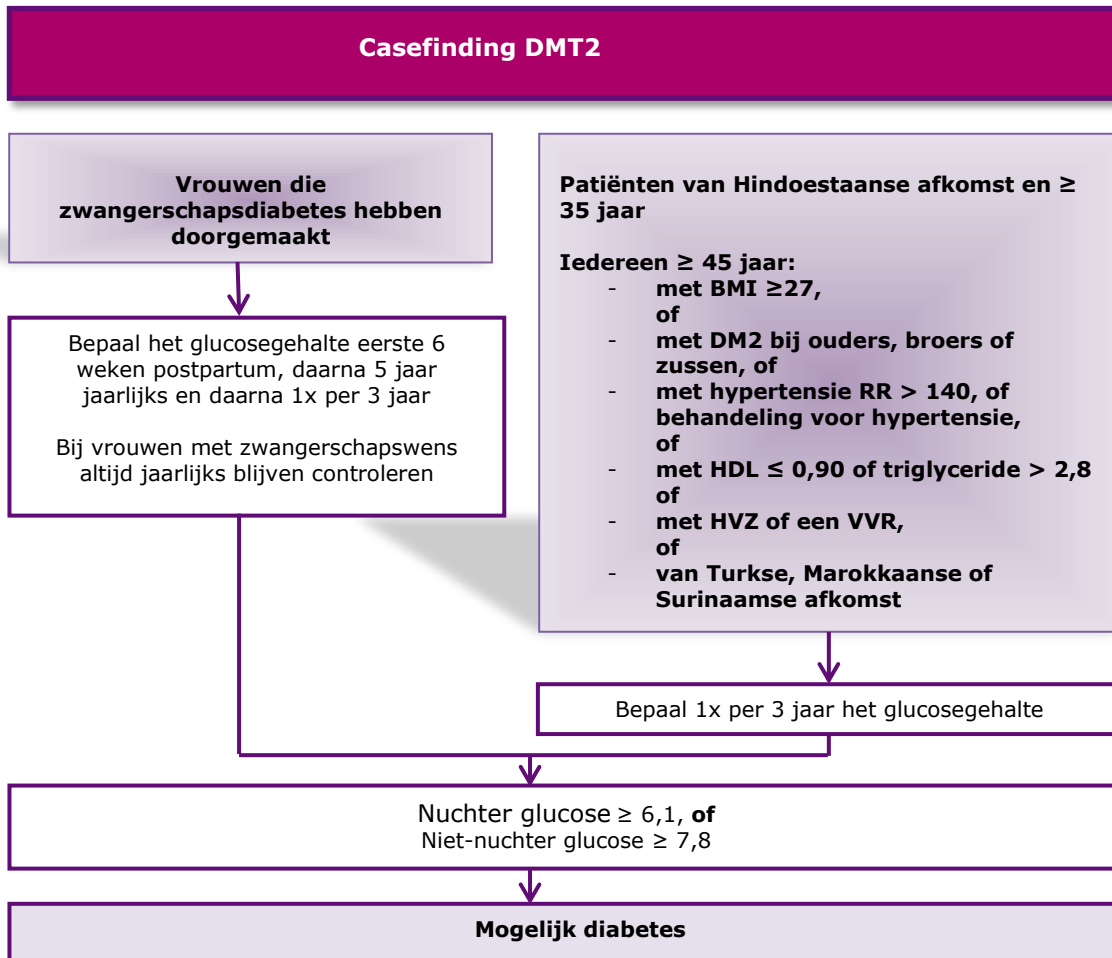 Casefinding DMT2
Vrouwen die
zwangerschapsdiabetes hebben
doorgemaakt
Bepaal het glucosegehalte eerste 6
weken postpartum, daarna 5 jaar
jaarlijks en daarna 1x per 3 jaar
Bij vrouwen met zwangerschapswens
altijd jaarlijks blijven controleren
Patiënten van Hindoestaanse afkomst en ≥
35 jaar
Iedereen ≥ 45 jaar:
- met BMI ≥27,
of
- met DM2 bij ouders, broers of
zussen, of
- met hypertensie RR > 140, of
behandeling voor hypertensie,
of
- met HDL ≤ 0,90 of triglyceride > 2,8
of
- met HVZ of een VVR,
of
- van Turkse, Marokkaanse of
Surinaamse afkomst
Bepaal 1x per 3 jaar het glucosegehalte
Nuchter glucose ≥ 6,1, of
Niet-nuchter glucose ≥ 7,8
Mogelijk diabetes